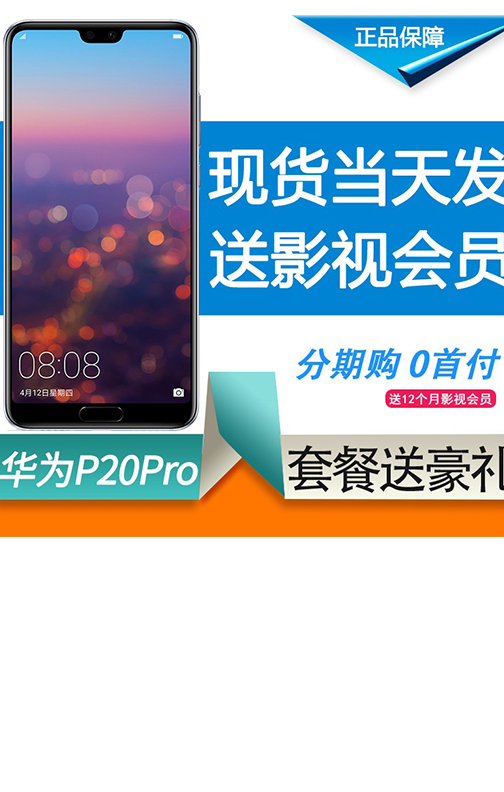 正品保障
现货当天发
送影视会员
分期购 0首付
送12个月影视会员
08:08
4月12日星期四
华为P20Pro
套餐送豪礼